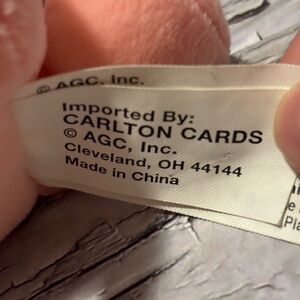 © AGC, Inc.
Imported By:
CARLTON CARDS
© AGC, Inc.
Cleveland, OH 44144
Made in China